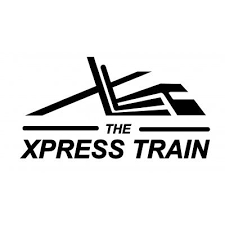 THE
XPRESS TRAIN